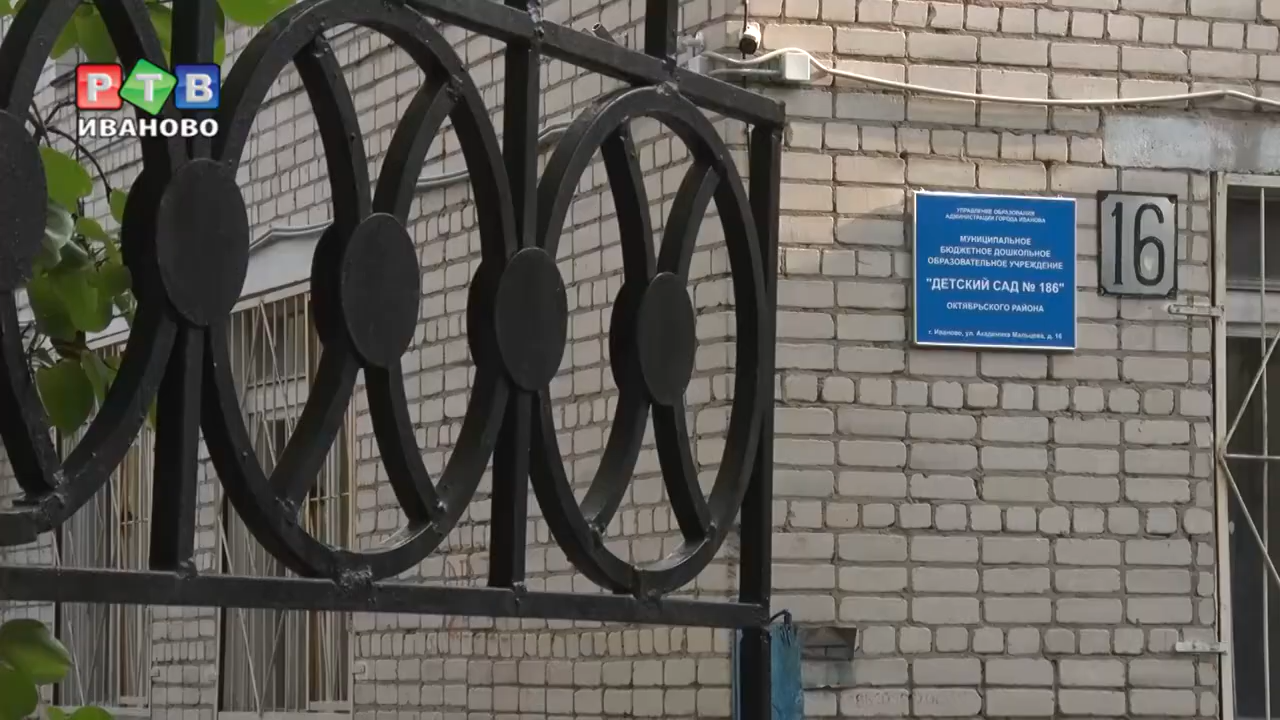 РТВ
ИВАНОВО
УПРАВЛЕНИЕ ОБРАЗОВАНИЯ
АДМИНИСТРАЦИИ ГОРОДА ИВАНОВА
МУНИЦИПАЛЬНОЕ
БЮДЖЕТНОЕ ДОШКОЛЬНОЕ
ОБРАЗОВАТЕЛЬНОЕ УЧРЕЖДЕНИЕ
"ДЕТСКИЙ САД № 186"
ОКТЯБРЬСКОГО РАЙОНА
г. Иваново, ул. Академика Мальцева, д. 16
16